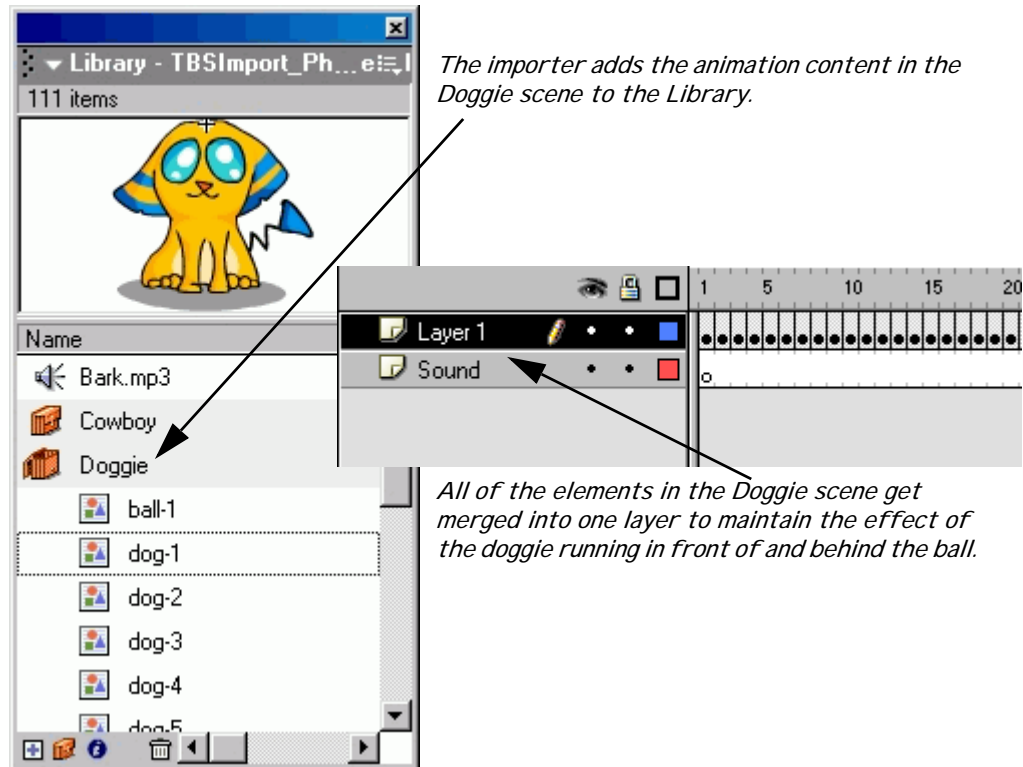 Library - TBSImport_Ph...e
111 items
The importer adds the animation content in the
Doggie scene to the Library.
1 5 10 15 20
Layer 1
Sound
Name
Bark.mp3
Cowboy
Doggie
ball-1
dog-1
dog-2
dog-3
dog-4
dog-5
All of the elements in the Doggie scene get
merged into one layer to maintain the effect of
the doggie running in front of and behind the ball.